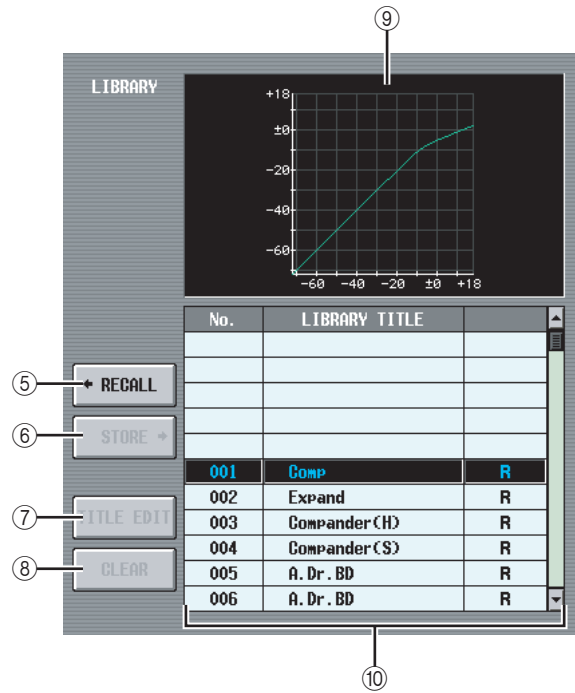 ⑨
LIBRARY
+18
±0
-20
-40
-60
-60 -40 -20 ±0 +18
No. LIBRARY TITLE
⑤ RECALL
⑥ STORE
001 Comp R
⑦ TITLE EDIT
002 Expand R
003 Compander(H) R
004 Compander(S) R
⑧ CLEAR
005 A.Dr.BD R
006 A.Dr.BD R
⑩